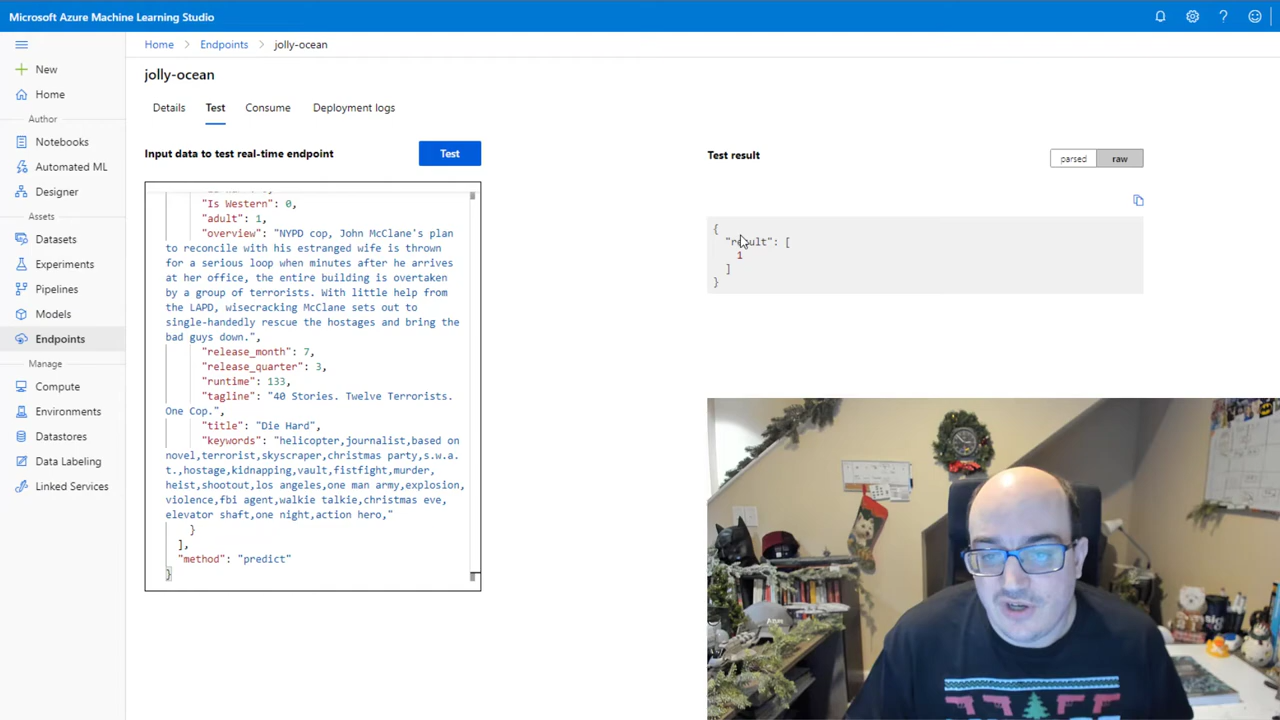 Microsoft Azure Machine Learning Studio
Home > Endpoints > jolly-ocean
New
Home
Author
Notebooks
Automated ML
Designer
Assets
Datasets
Experiments
Pipelines
Models
Endpoints
Manage
Compute
Environments
Datastores
Data Labeling
Linked Services
jolly-ocean
Details Test Consume Deployment logs
Input data to test real-time endpoint
Test
"Is Western": 0,
"adult": 1,
"overview": "NYPD cop, John McClane's plan
to reconcile with his estranged wife is thrown
for a serious loop when minutes after he
arrives at her office, the entire building is overtaken
by a group of terrorists. With little help from
the LAPD, wisecracking McClane sets out to
single-handedly rescue the hostages and bring the
bad guys down.",
"release_month": 7,
"release_quarter": 3,
"runtime": 133,
"tagline": "40 Stories. Twelve Terrorists.
One Cop.",
"title": "Die Hard",
"keywords": "helicopter,journalist,based on
novel,terrorist,skyscraper,christmas party,s.w.a.
t.,hostage,kidnapping,vault,fistfight,murder,
heist,shootout,los angeles,one man army,explosion,
violence,fbi agent,walkie talkie,christmas eve,
elevator shaft,one night,action hero,"
}
],
"method": "predict"
}
Test result
parsed raw
{
"result": [
1
]
}
Azure